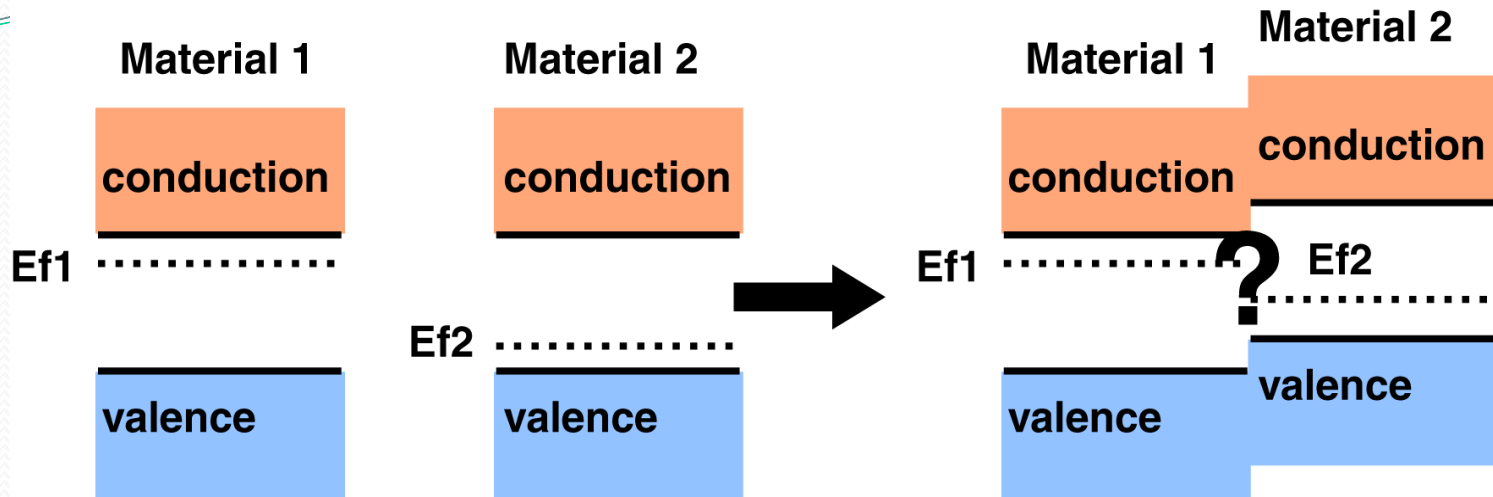 Material 1
conduction
Ef1
valence
Material 2
conduction
Ef2
valence
Material 1
conduction
Ef1
valence
?
Material 2
conduction
Ef2
valence